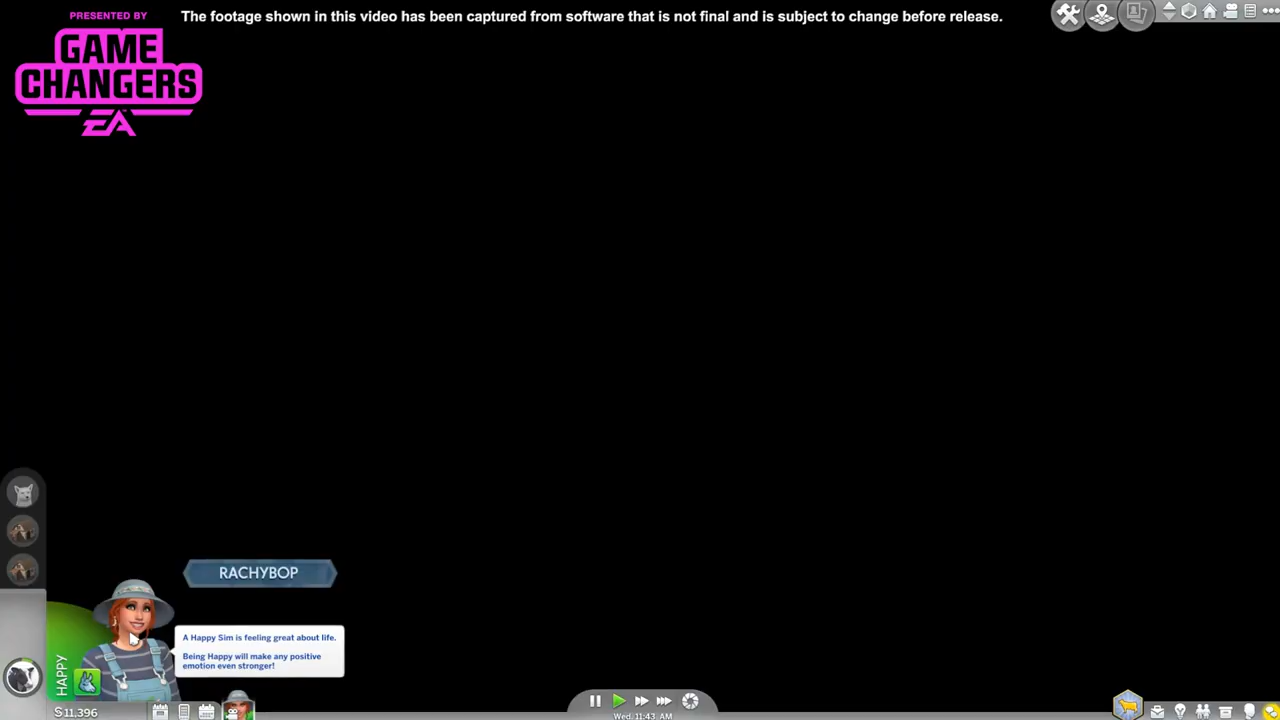 PRESENTED BY
GAME
CHANGERS
EA
The footage shown in this video has been captured from software that is not final and is subject to change before release.
RACHYBOP
A Happy Sim is feeling great about life.
Being Happy will make any positive
emotion even stronger!
HAPPY
§11,396
Wed. 11:43 AM